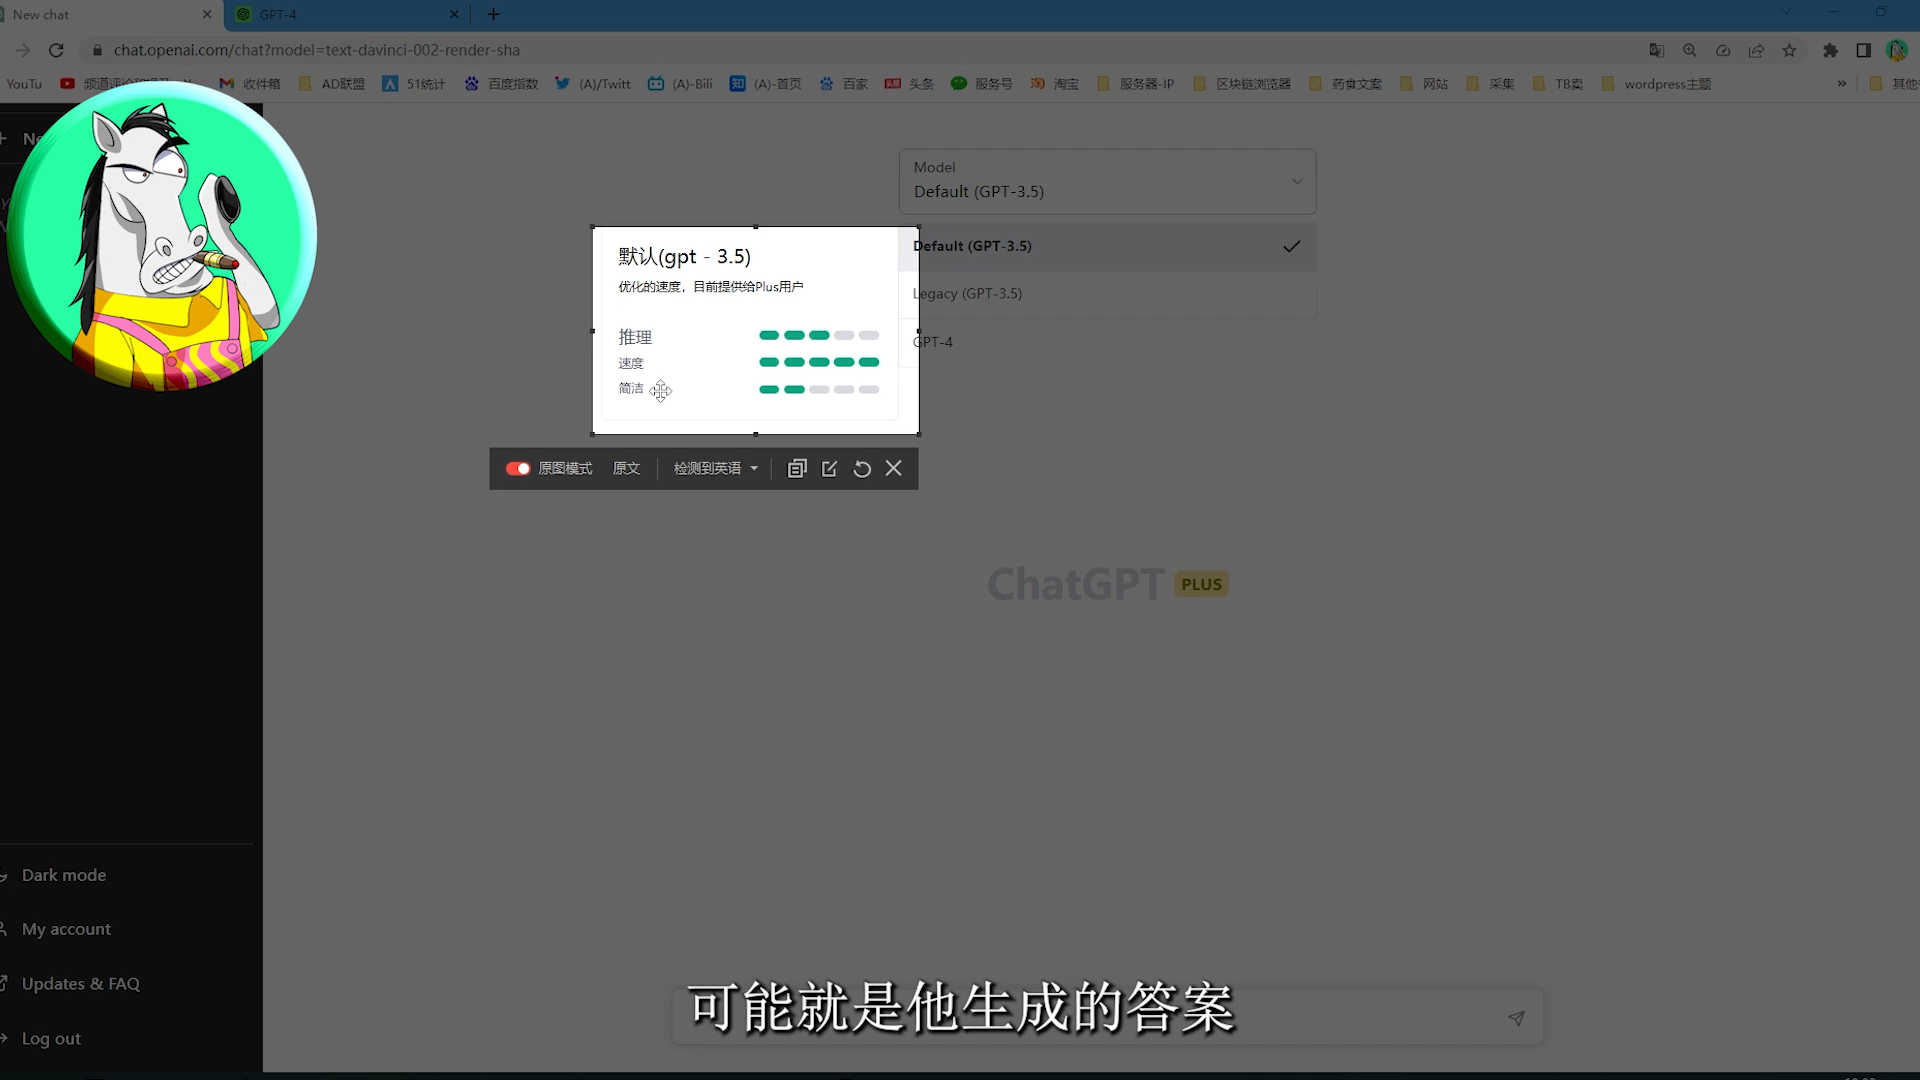 New chat
GPT-4
chat.openai.com/chat?model=text-davinci-002-render-sha
YouTu
收件箱
AD联盟
51统计
百度指数
(A)/Twitt
(A)-Bili
(A)-首页
百家
头条
服务号
淘宝
服务器-IP
区块链浏览器
药食文案
网站
采集
TB卖
wordpress主题
»
其他
Model
Default (GPT-3.5)
Default (GPT-3.5)
Legacy (GPT-3.5)
GPT-4
默认(gpt - 3.5)
优化的速度，目前提供给Plus用户
推理
速度
简洁
原图模式 原文 检测到英语
ChatGPT PLUS
Dark mode
My account
Updates & FAQ
Log out
可能就是他生成的答案